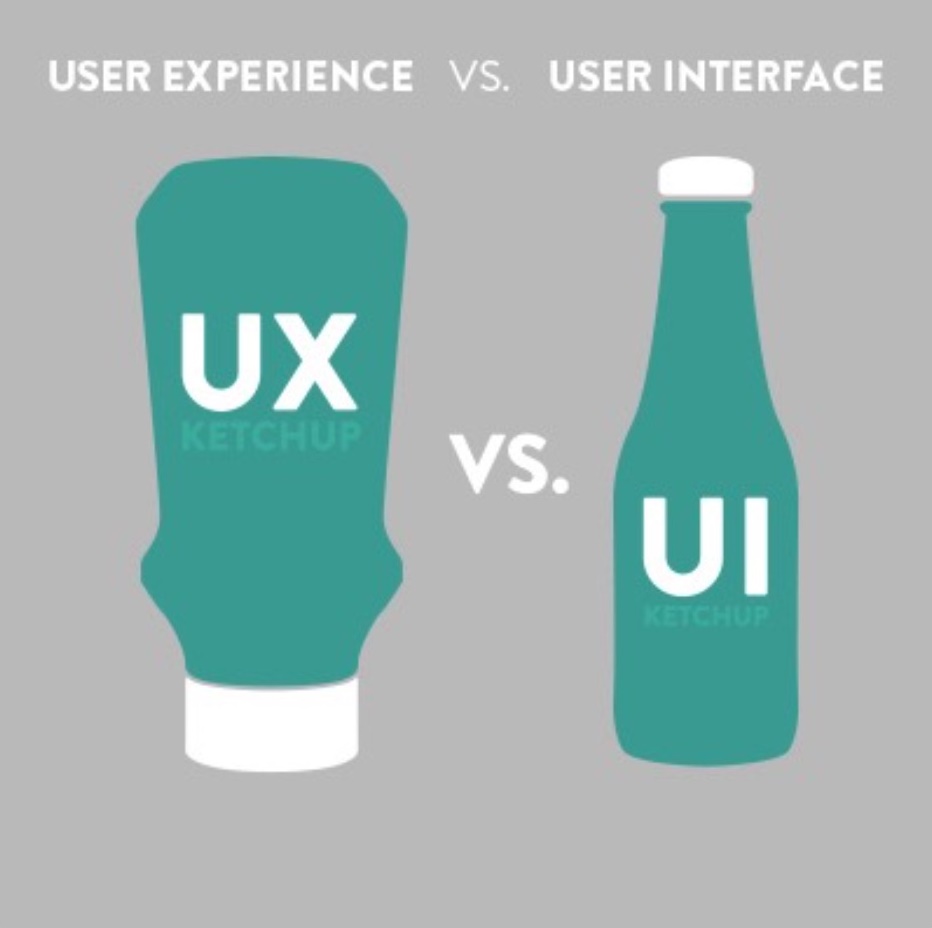 USER EXPERIENCE VS. USER INTERFACE
UX
KETCHUP
VS.
UI
KETCHUP